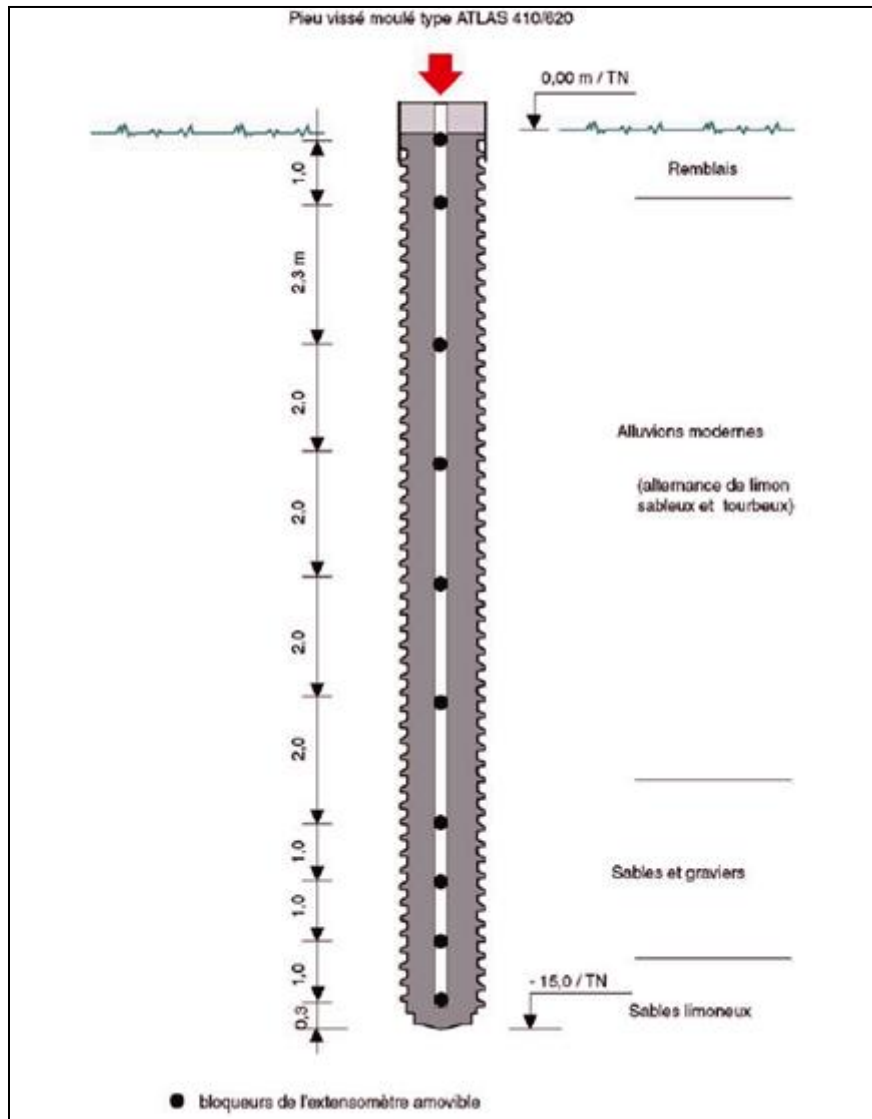 Pieu vissé moulé type ATLAS 410/620
0,00 m / TN
Remblais
1,0
2,3 m
2,0
Alluvions modernes
(alternance de limon
sableux et tourbeux)
2,0
2,0
2,0
1,0
Sables et graviers
1,0
1,0
- 15,0 / TN
Sables limoneux
0,3
bloqueurs de l'extensomètre amovible